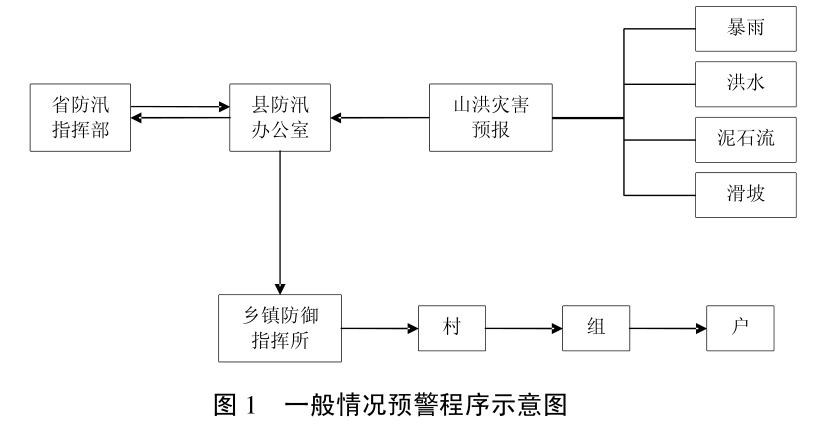 暴雨
省防汛
指挥部
县防汛
办公室
山洪灾害
预报
洪水
泥石流
滑坡
乡镇防御
指挥所
村
组
户
图 1 一般情况预警程序示意图